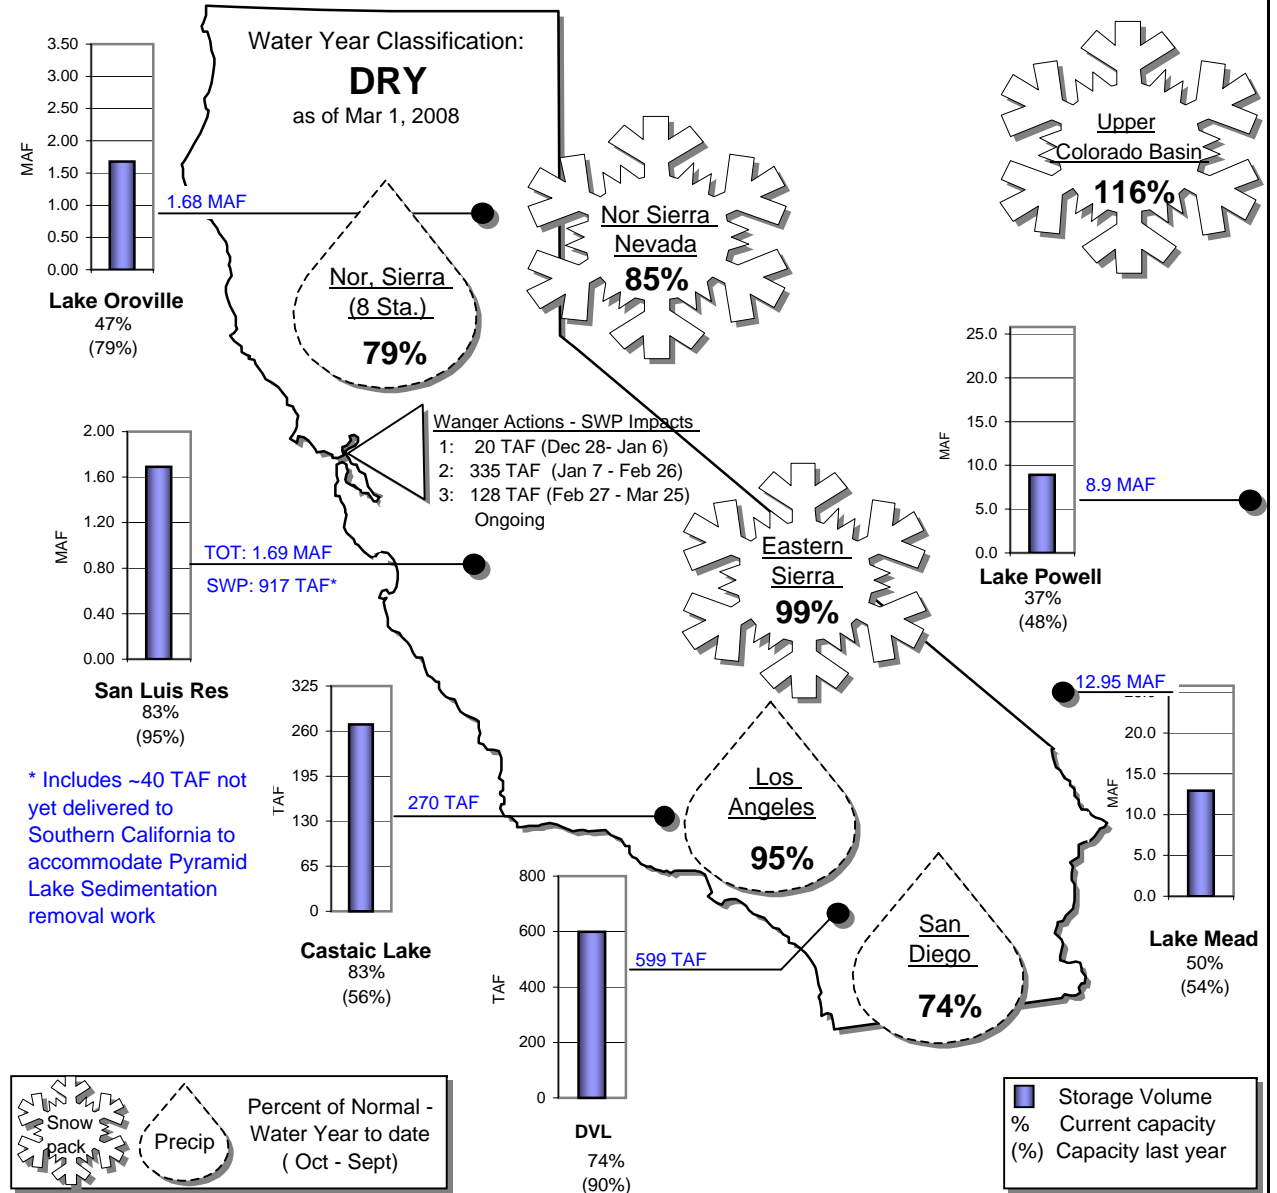 Water Year Classification:
DRY
as of Mar 1, 2008
3.50
3.00
2.50
2.00
1.50
1.00
0.50
0.00
MAF
1.68 MAF
Lake Oroville
47%
(79%)
Nor, Sierra
(8 Sta.)
79%
Nor Sierra
Nevada
85%
Upper
Colorado Basin
116%
Wanger Actions - SWP Impacts
1: 20 TAF (Dec 28- Jan 6)
2: 335 TAF (Jan 7 - Feb 26)
3: 128 TAF (Feb 27 - Mar 25)
Ongoing
2.00
1.60
1.20
0.80
0.40
0.00
MAF
TOT: 1.69 MAF
SWP: 917 TAF*
San Luis Res
83%
(95%)
25.0
20.0
15.0
10.0
5.0
0.0
MAF
8.9 MAF
Lake Powell
37%
(48%)
Eastern
Sierra
99%
12.95 MAF
20.0
15.0
10.0
5.0
0.0
MAF
Lake Mead
50%
(54%)
* Includes ~40 TAF not
yet delivered to
Southern California to
accommodate Pyramid
Lake Sedimentation
removal work
325
260
195
130
65
0
TAF
270 TAF
Castaic Lake
83%
(56%)
Los
Angeles
95%
800
600
400
200
0
TAF
599 TAF
DVL
74%
(90%)
San
Diego
74%
Snow
pack
Precip
Percent of Normal -
Water Year to date
( Oct - Sept)
Storage Volume
% Current capacity
(%) Capacity last year